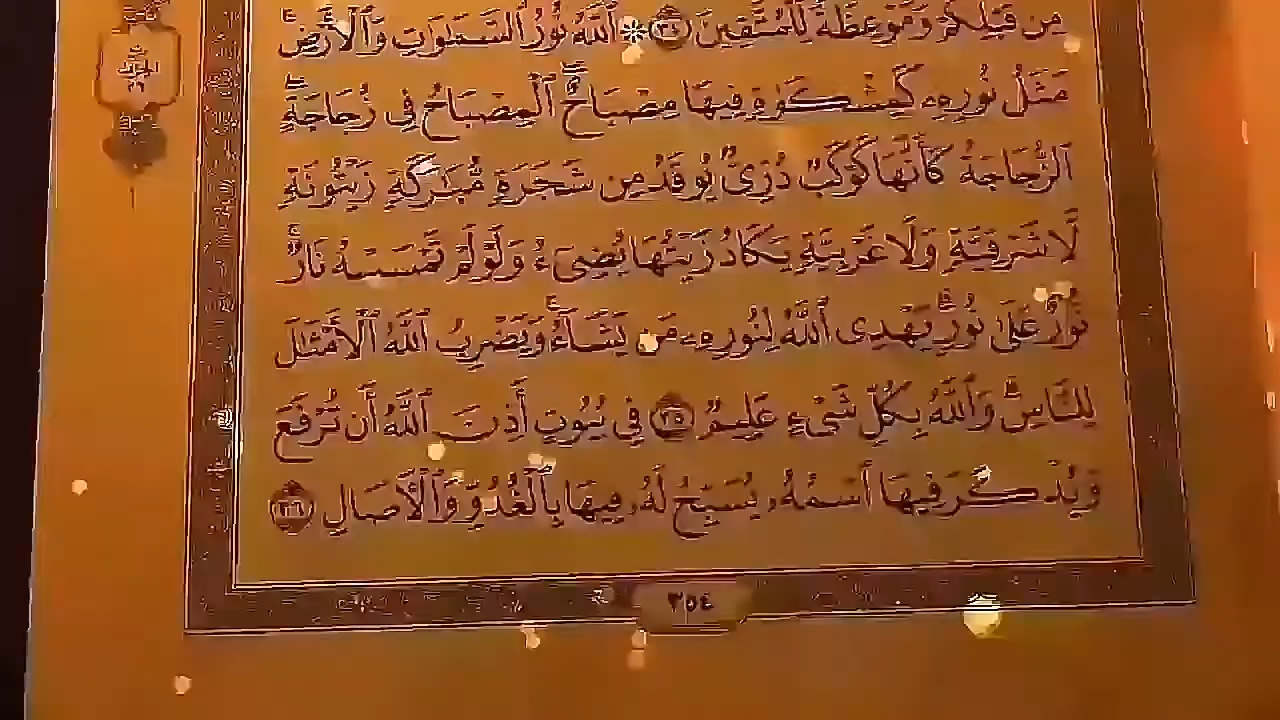 مِن قَبْلِكُمْ وَمَوْعِظَةً لِّلْمُتَّقِينَ ٣٤ ۞ ٱللَّهُ نُورُ ٱلسَّمَٰوَٰتِ وَٱلْأَرْضِۚ
مَثَلُ نُورِهِۦ كَمِشْكَوٰةٍ فِيهَا مِصْبَاحٌۖ ٱلْمِصْبَاحُ فِى زُجَاجَةٍۖ
ٱلزُّجَاجَةُ كَأَنَّهَا كَوْكَبٌ دُرِّىٌّ يُوقَدُ مِن شَجَرَةٍ مُّبَٰرَكَةٍ زَيْتُونَةٍ
لَّا شَرْقِيَّةٍ وَلَا غَرْبِيَّةٍ يَكَادُ زَيْتُهَا يُضِىٓءُ وَلَوْ لَمْ تَمْسَسْهُ نَارٌۚ
نُّورٌ عَلَىٰ نُورٍۗ يَهْدِى ٱللَّهُ لِنُورِهِۦ مَن يَشَآءُۚ وَيَضْرِبُ ٱللَّهُ ٱلْأَمْثَٰلَ
لِلنَّاسِۗ وَٱللَّهُ بِكُلِّ شَىْءٍ عَلِيمٌ ٣٥ فِى بُيُوتٍ أَذِنَ ٱللَّهُ أَن تُرْفَعَ
وَيُذْكَرَ فِيهَا ٱسْمُهُۥ يُسَبِّحُ لَهُۥ فِيهَا بِٱلْغُدُوِّ وَٱلْءَاصَالِ ٣٦
٣٥٤